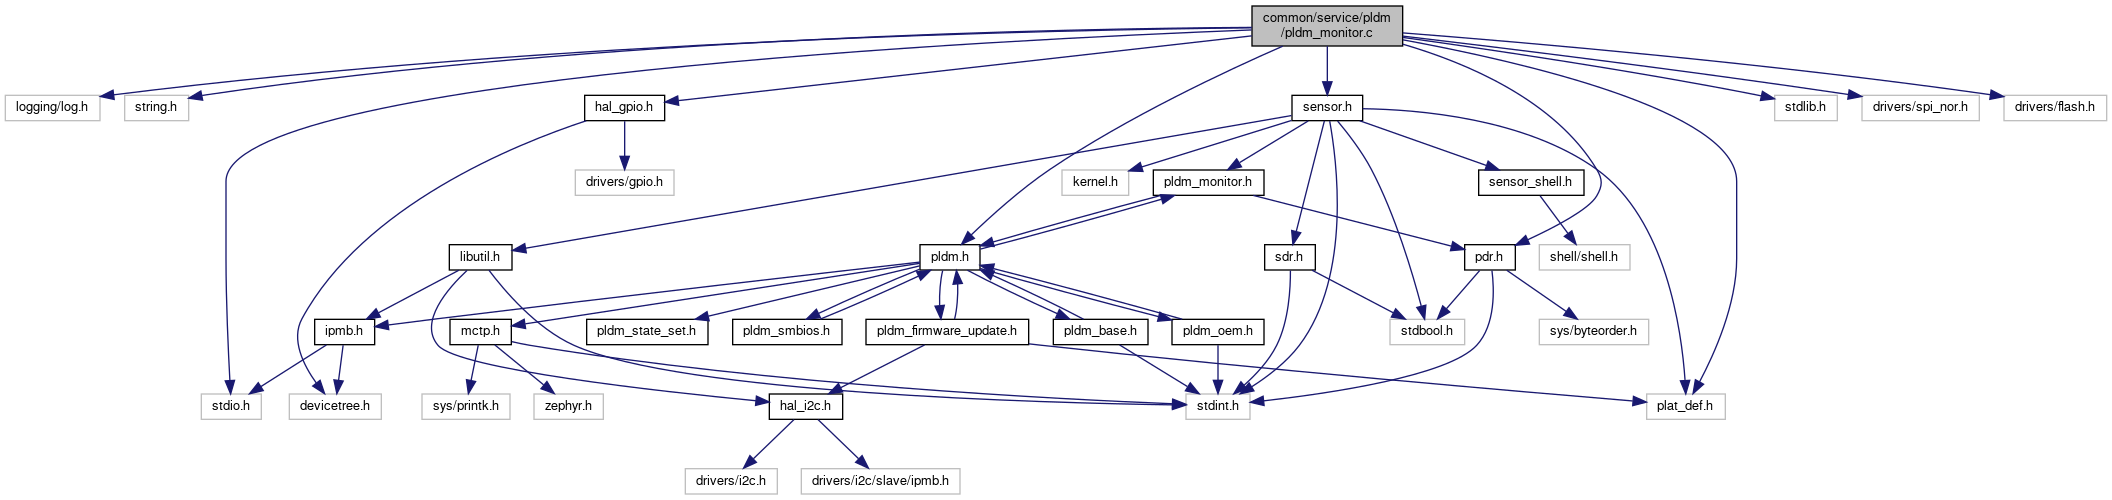 common/service/pldm
/pldm_monitor.c
logging/log.h
string.h
hal_gpio.h
sensor.h
stdlib.h
drivers/spi_nor.h
drivers/flash.h
drivers/gpio.h
kernel.h
pldm_monitor.h
sensor_shell.h
libutil.h
pldm.h
sdr.h
pdr.h
shell/shell.h
ipmb.h
mctp.h
pldm_state_set.h
pldm_smbios.h
pldm_firmware_update.h
pldm_base.h
pldm_oem.h
stdbool.h
sys/byteorder.h
stdio.h
devicetree.h
sys/printk.h
zephyr.h
hal_i2c.h
stdint.h
plat_def.h
drivers/i2c.h
drivers/i2c/slave/ipmb.h